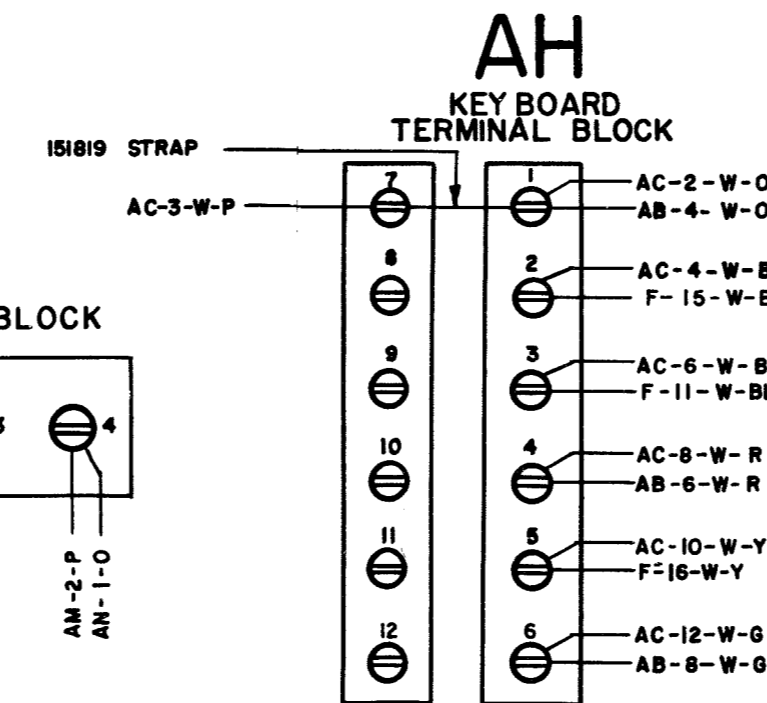 AH
KEY BOARD
TERMINAL BLOCK
151819 STRAP
AC-3-W-P
7
8
9
10
11
12
1
2
3
4
5
6
AC-2-W-O
AB-4-W-O
AC-4-W-B
F-15-W-B
AC-6-W-B
F-11-W-BL
AC-8-W-R
AB-6-W-R
AC-10-W-Y
F-16-W-Y
AC-12-W-G
AB-8-W-G
BLOCK
3
4
AM-2-P
AN-1-O